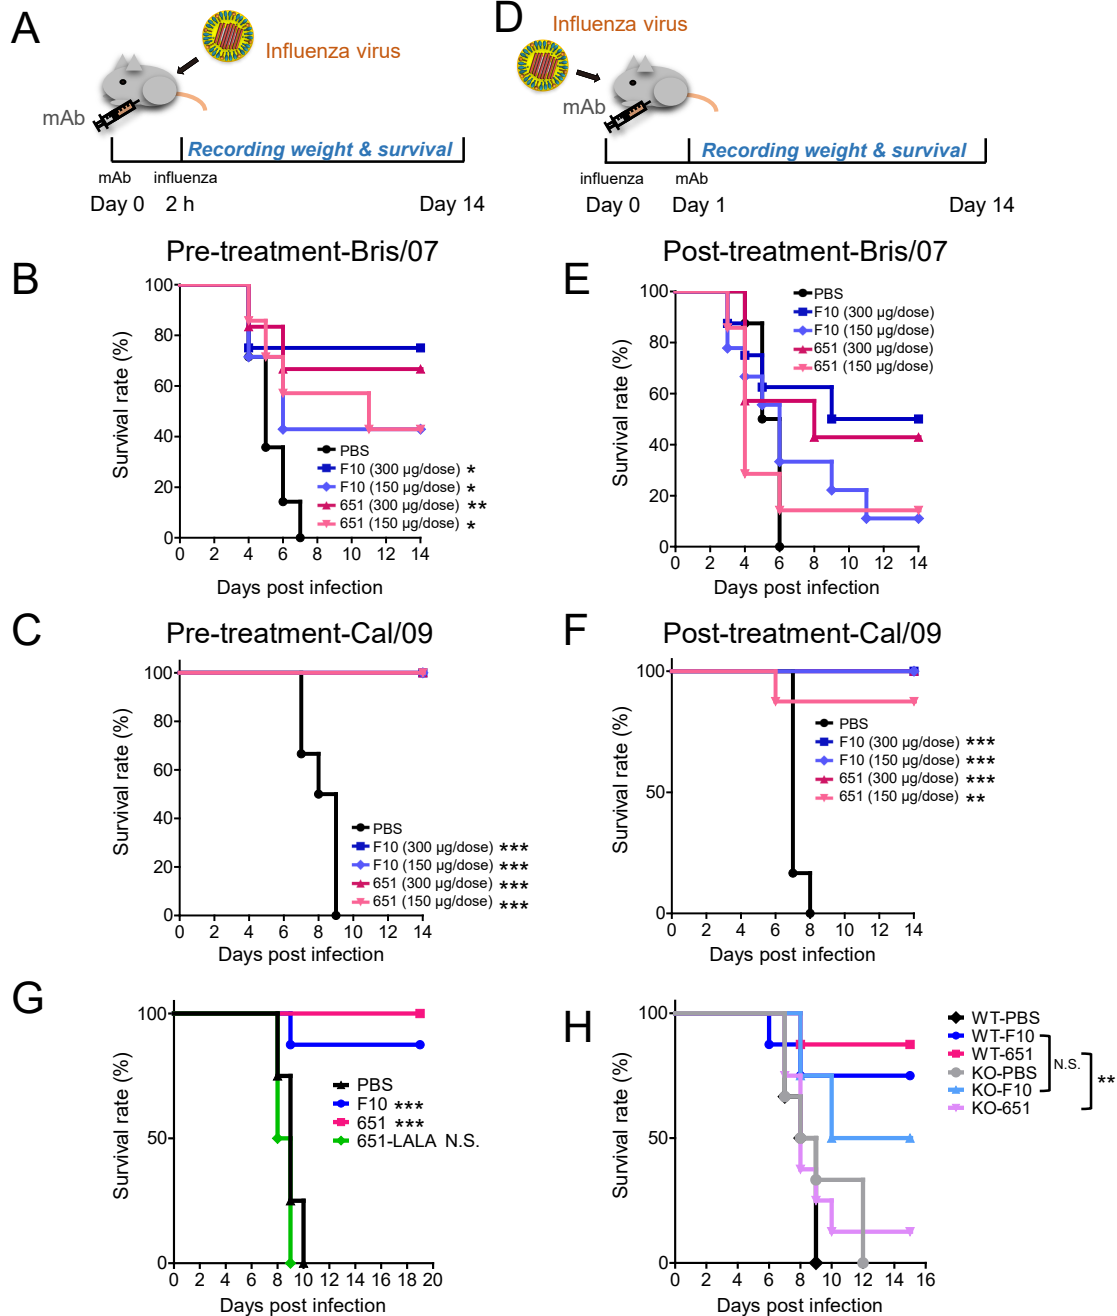 A
Influenza virus
mAb
Recording weight & survival
mAb
influenza
Day 0
2 h
Day 14
D
Influenza virus
mAb
Recording weight & survival
influenza
mAb
Day 0
Day 1
Day 14
Pre-treatment-Bris/07
B
Survival rate (%)
100
80
60
40
20
0
PBS
F10 (300 µg/dose) *
F10 (150 µg/dose) *
651 (300 µg/dose) **
651 (150 µg/dose) *
0 2 4 6 8 10 12 14
Days post infection
Post-treatment-Bris/07
E
Survival rate (%)
100
80
60
40
20
0
PBS
F10 (300 µg/dose)
F10 (150 µg/dose)
651 (300 µg/dose)
651 (150 µg/dose)
0 2 4 6 8 10 12 14
Days post infection
C
Pre-treatment-Cal/09
Survival rate (%)
100
80
60
40
20
0
PBS
F10 (300 µg/dose) ***
F10 (150 µg/dose) ***
651 (300 µg/dose) ***
651 (150 µg/dose) ***
0 2 4 6 8 10 12 14
Days post infection
F
Post-treatment-Cal/09
Survival rate (%)
100
50
0
PBS
F10 (300 µg/dose) ***
F10 (150 µg/dose) ***
651 (300 µg/dose) ***
651 (150 µg/dose) **
0 2 4 6 8 10 12 14
Days post infection
G
Survival rate (%)
100
50
0
PBS
F10 ***
651 ***
651-LALA N.S.
0 2 4 6 8 10 12 14 16 18 20
Days post infection
H
Survival rate (%)
100
50
0
WT-PBS
WT-F10
WT-651
KO-PBS
KO-F10
KO-651
N.S.
**
0 2 4 6 8 10 12 14 16
Days post infection